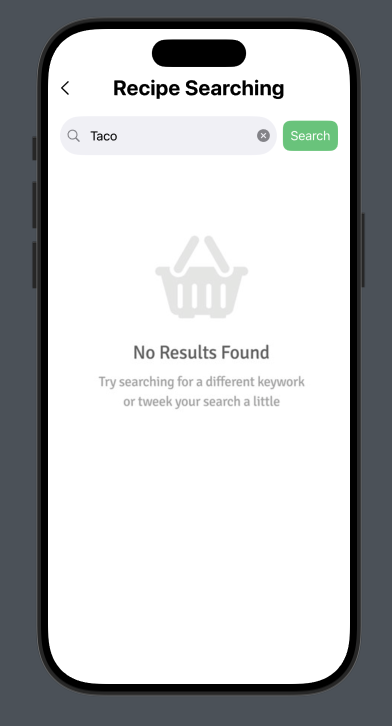 Recipe Searching
Taco
Search
No Results Found
Try searching for a different keywork
or tweek your search a little